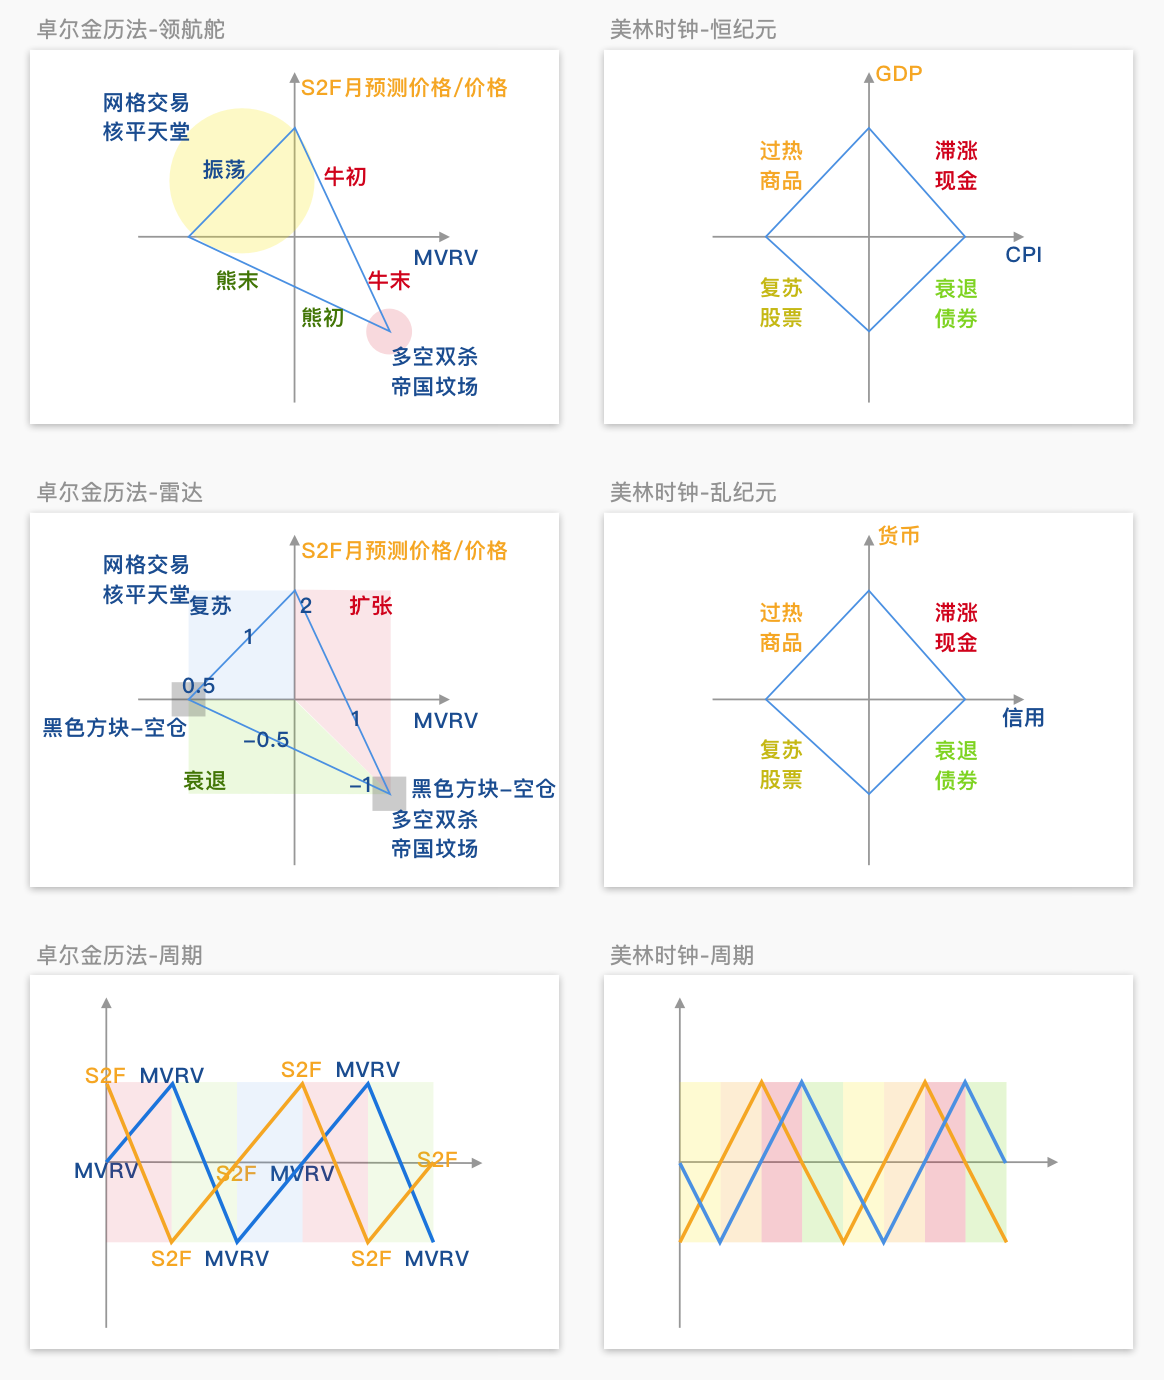 卓尔金历法-领航舵
美林时钟-恒纪元
S2F月预测价格/价格
网格交易
核平天堂
振荡
牛初
MVRV
熊末
牛末
熊初
多空双杀
帝国坟场
GDP
过热
商品
滞涨
现金
CPI
复苏
股票
衰退
债券
卓尔金历法-雷达
美林时钟-乱纪元
S2F月预测价格/价格
网格交易
核平天堂
复苏
2
扩张
1
0.5
黑色方块-空仓
MVRV
1
-0.5
衰退
-1
黑色方块-空仓
多空双杀
帝国坟场
货币
过热
商品
滞涨
现金
信用
复苏
股票
衰退
债券
卓尔金历法-周期
美林时钟-周期
S2F
MVRV
S2F
MVRV
MVRV
S2F
MVRV
S2F
S2F
MVRV
S2F
MVRV